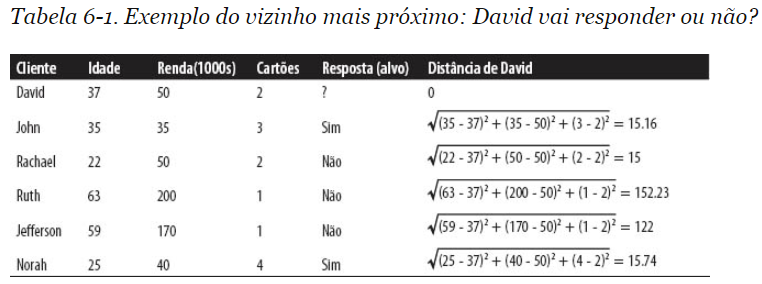 Tabela 6-1. Exemplo do vizinho mais próximo: David vai responder ou não?
Cliente Idade Renda(1000s) Cartões Resposta (alvo) Distância de David
David 37 50 2 ? 0
John 35 35 3 Sim √(35 - 37)² + (35 - 50)² + (3 - 2)² = 15.16
Rachael 22 50 2 Não √(22 - 37)² + (50 - 50)² + (2 - 2)² = 15
Ruth 63 200 1 Não √(63 - 37)² + (200 - 50)² + (1 - 2)² = 152.23
Jefferson 59 170 1 Não √(59 - 37)² + (170 - 50)² + (1 - 2)² = 122
Norah 25 40 4 Sim √(25 - 37)² + (40 - 50)² + (4 - 2)² = 15.74